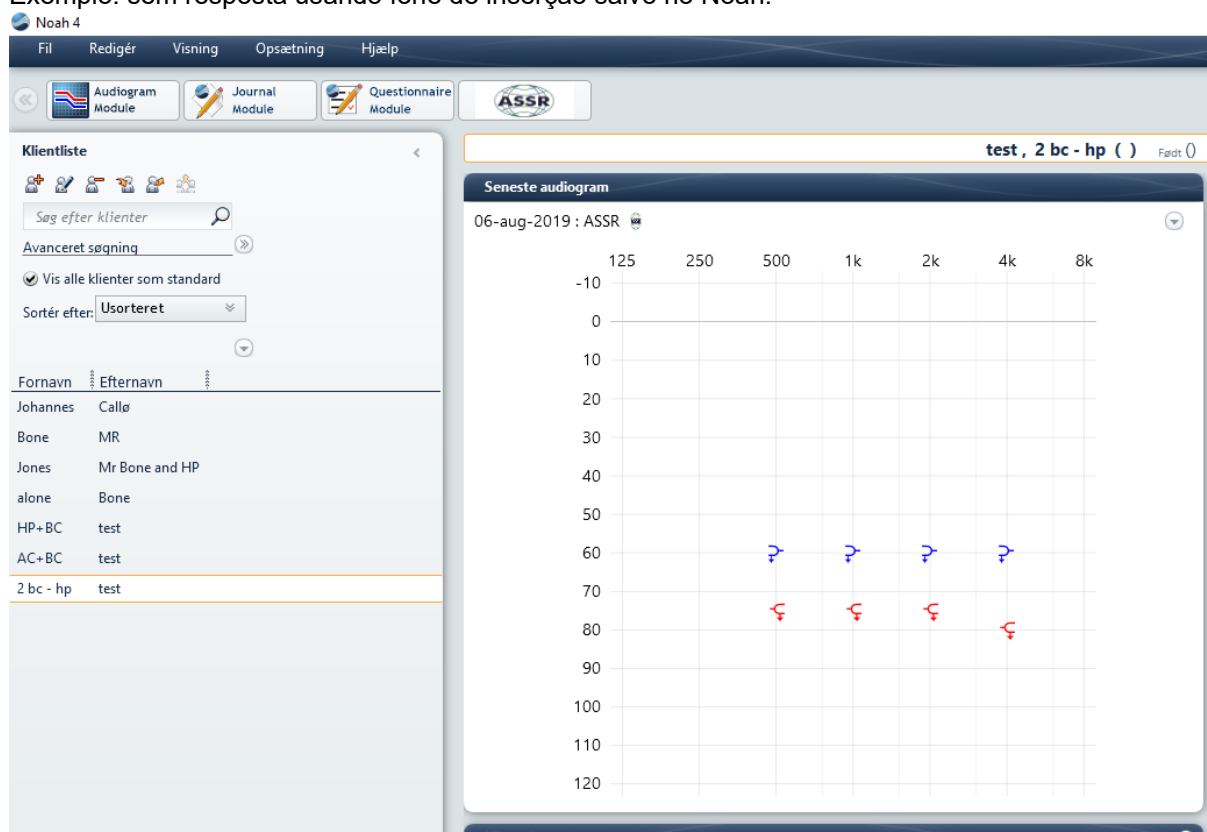 Exemplo: sem resposta usando fone de inserção salvo no Noah.
Noah 4
Fil Redigér Visning Opsætning Hjælp
Audiogram Module
Journal Module
Questionnaire Module
ASSR
Klientliste
test , 2 bc - hp ( ) Født ()
Søg efter klienter
Avanceret søgning
Vis alle klienter som standard
Sortér efter: Usorteret
Fornavn Efternavn
Johannes Callø
Bone MR
Jones Mr Bone and HP
alone Bone
HP+BC test
AC+BC test
2 bc - hp test
Seneste audiogram
06-aug-2019 : ASSR
125 250 500 1k 2k 4k 8k
-10
0
10
20
30
40
50
60
70
80
90
100
110
120